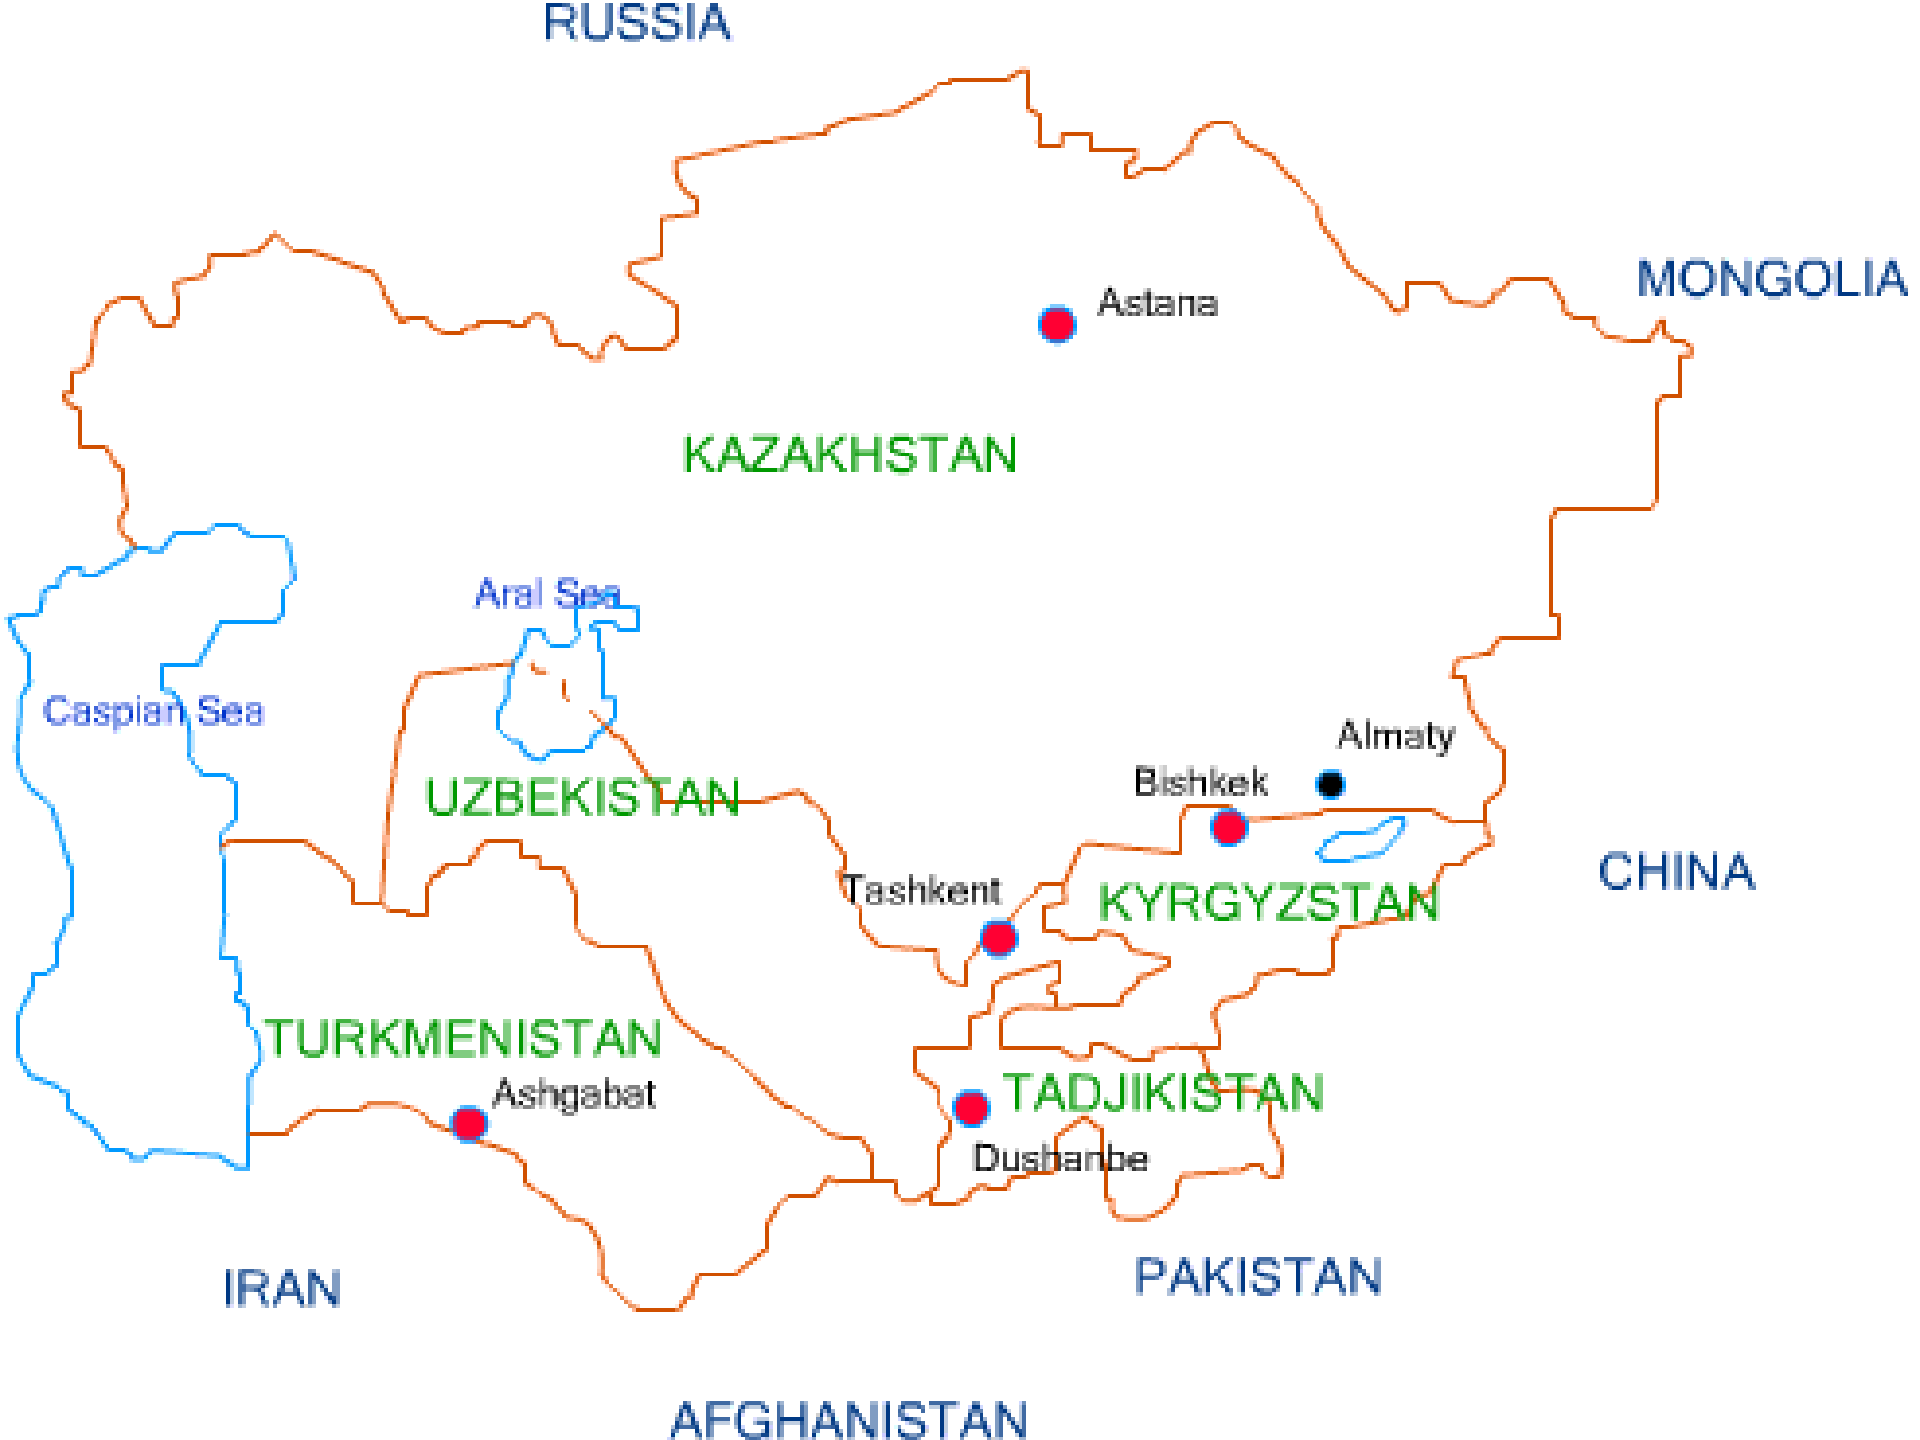 RUSSIA
MONGOLIA
Astana
KAZAKHSTAN
Aral Sea
Caspian Sea
Almaty
Bishkek
UZBEKISTAN
CHINA
Tashkent
KYRGYZSTAN
TURKMENISTAN
Ashgabat
TADJIKISTAN
Dushanbe
IRAN
PAKISTAN
AFGHANISTAN